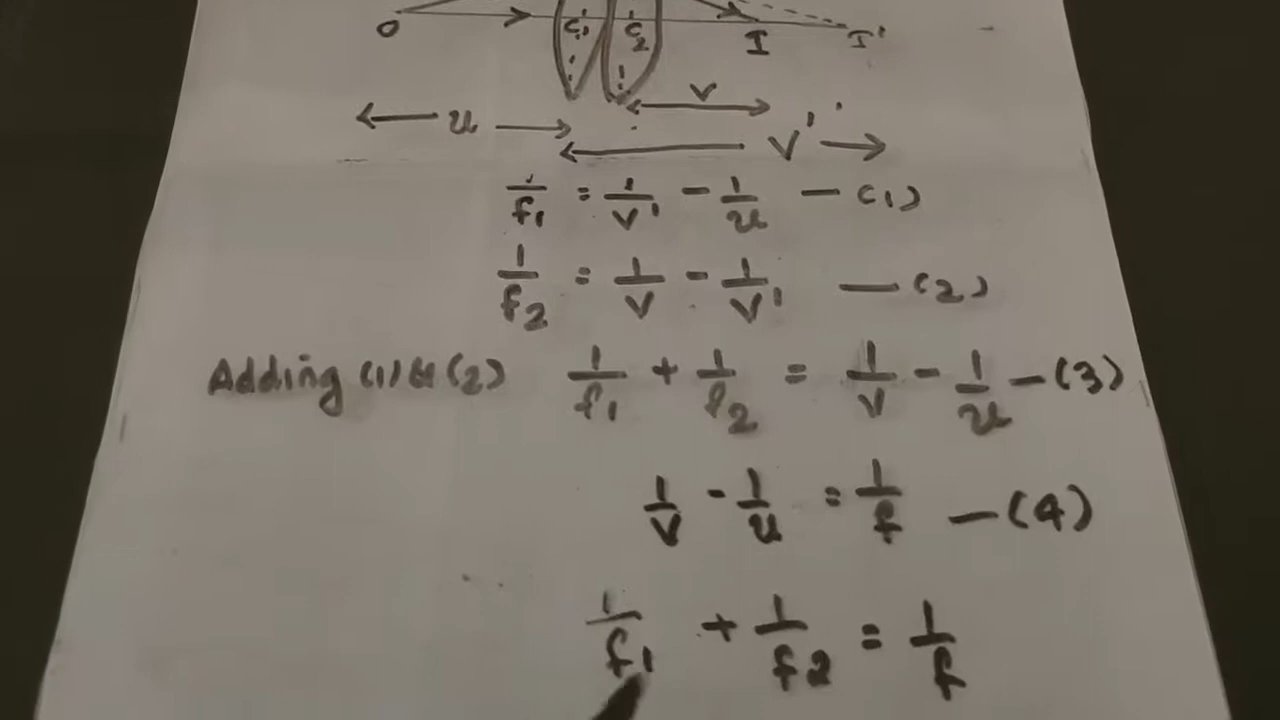 O C₁ C₂ I I'
v
u
v'
1/f₁ = 1/v' - 1/u — (1)
1/f₂ = 1/v - 1/v' — (2)
Adding (1) & (2) 1/f₁ + 1/f₂ = 1/v - 1/u — (3)
1/v - 1/u = 1/f — (4)
1/f₁ + 1/f₂ = 1/f